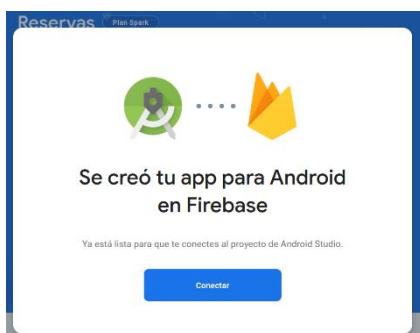 Reservas Plan Spark
Se creó tu app para Android
en Firebase
Ya está lista para que te conectes al proyecto de Android Studio.
Conectar